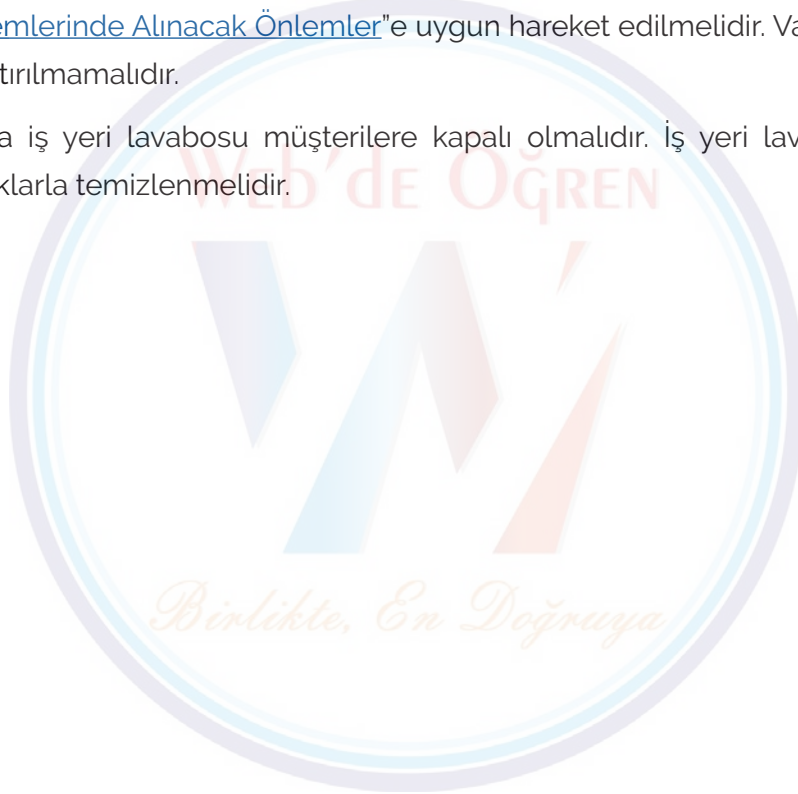 emlerinde Alınacak Önlemler”e uygun hareket edilmelidir. Va
tırılmamalıdır.
a iş yeri lavabosu müşterilere kapalı olmalıdır. İş yeri lav
klarla temizlenmelidir.
Web’de Öğren
Birlikte, En Doğruya